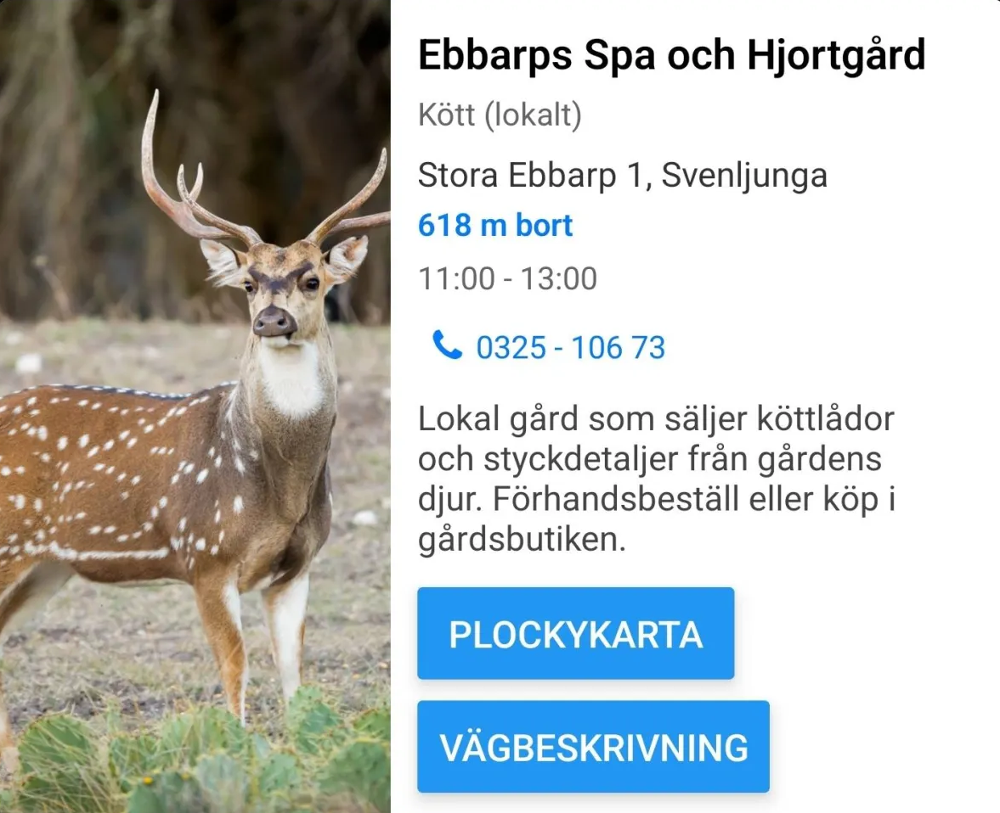 Ebbarps Spa och Hjortgård
Kött (lokalt)
Stora Ebbarp 1, Svenljunga
618 m bort
11:00 - 13:00
0325 - 106 73
Lokal gård som säljer köttlådor
och styckdetaljer från gårdens
djur. Förhandsbeställ eller köp i
gårdsbutiken.
PLOCKYKARTA
VÄGBESKRIVNING